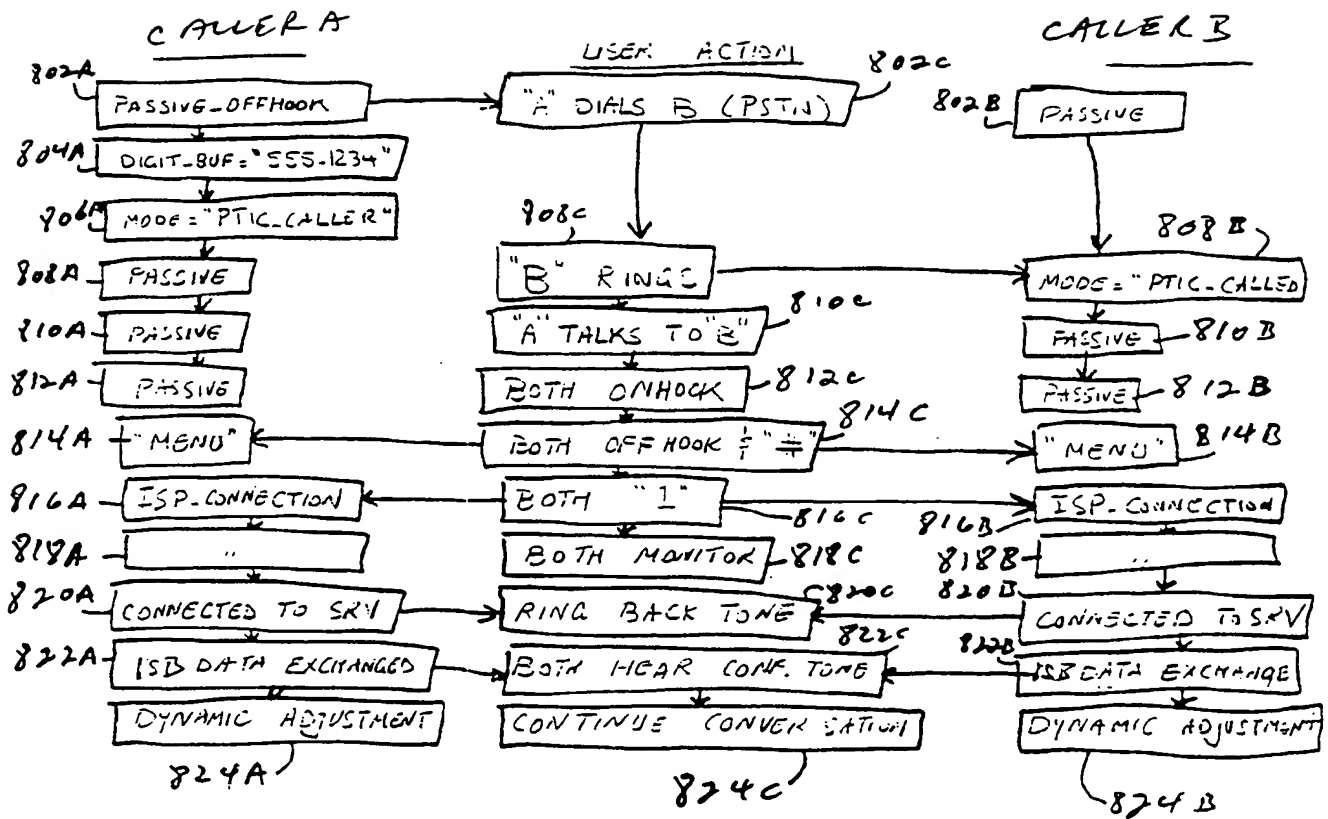 CALLER A
USER ACTION
CALLER B
802A
PASSIVE_OFFHOOK
"A" DIALS B (PSTN)
802C
802B
PASSIVE
804A
DIGIT_BUF="555-1234"
806A
MODE="PTIC_CALLER"
808C
808B
808A
PASSIVE
"B" RINGS
MODE="PTIC_CALLED
810A
PASSIVE
"A" TALKS TO "B"
810C
PASSIVE
810B
812A
PASSIVE
BOTH ONHOOK
812C
PASSIVE
812B
814A
"MENU"
BOTH OFFHOOK & "#"
814C
"MENU"
814B
816A
ISP_CONNECTION
BOTH "1"
816C
816B
ISP_CONNECTION
818A
..
BOTH MONITOR
818C
818B
..
820A
CONNECTED TO SRV
RING BACK TONE
820C
820B
CONNECTED TO SRV
822A
ISB DATA EXCHANGED
BOTH HEAR CONF. TONE
822C
822B
ISB DATA EXCHANGE
DYNAMIC ADJUSTMENT
CONTINUE CONVERSATION
DYNAMIC ADJUSTMENT
824A
824C
824B